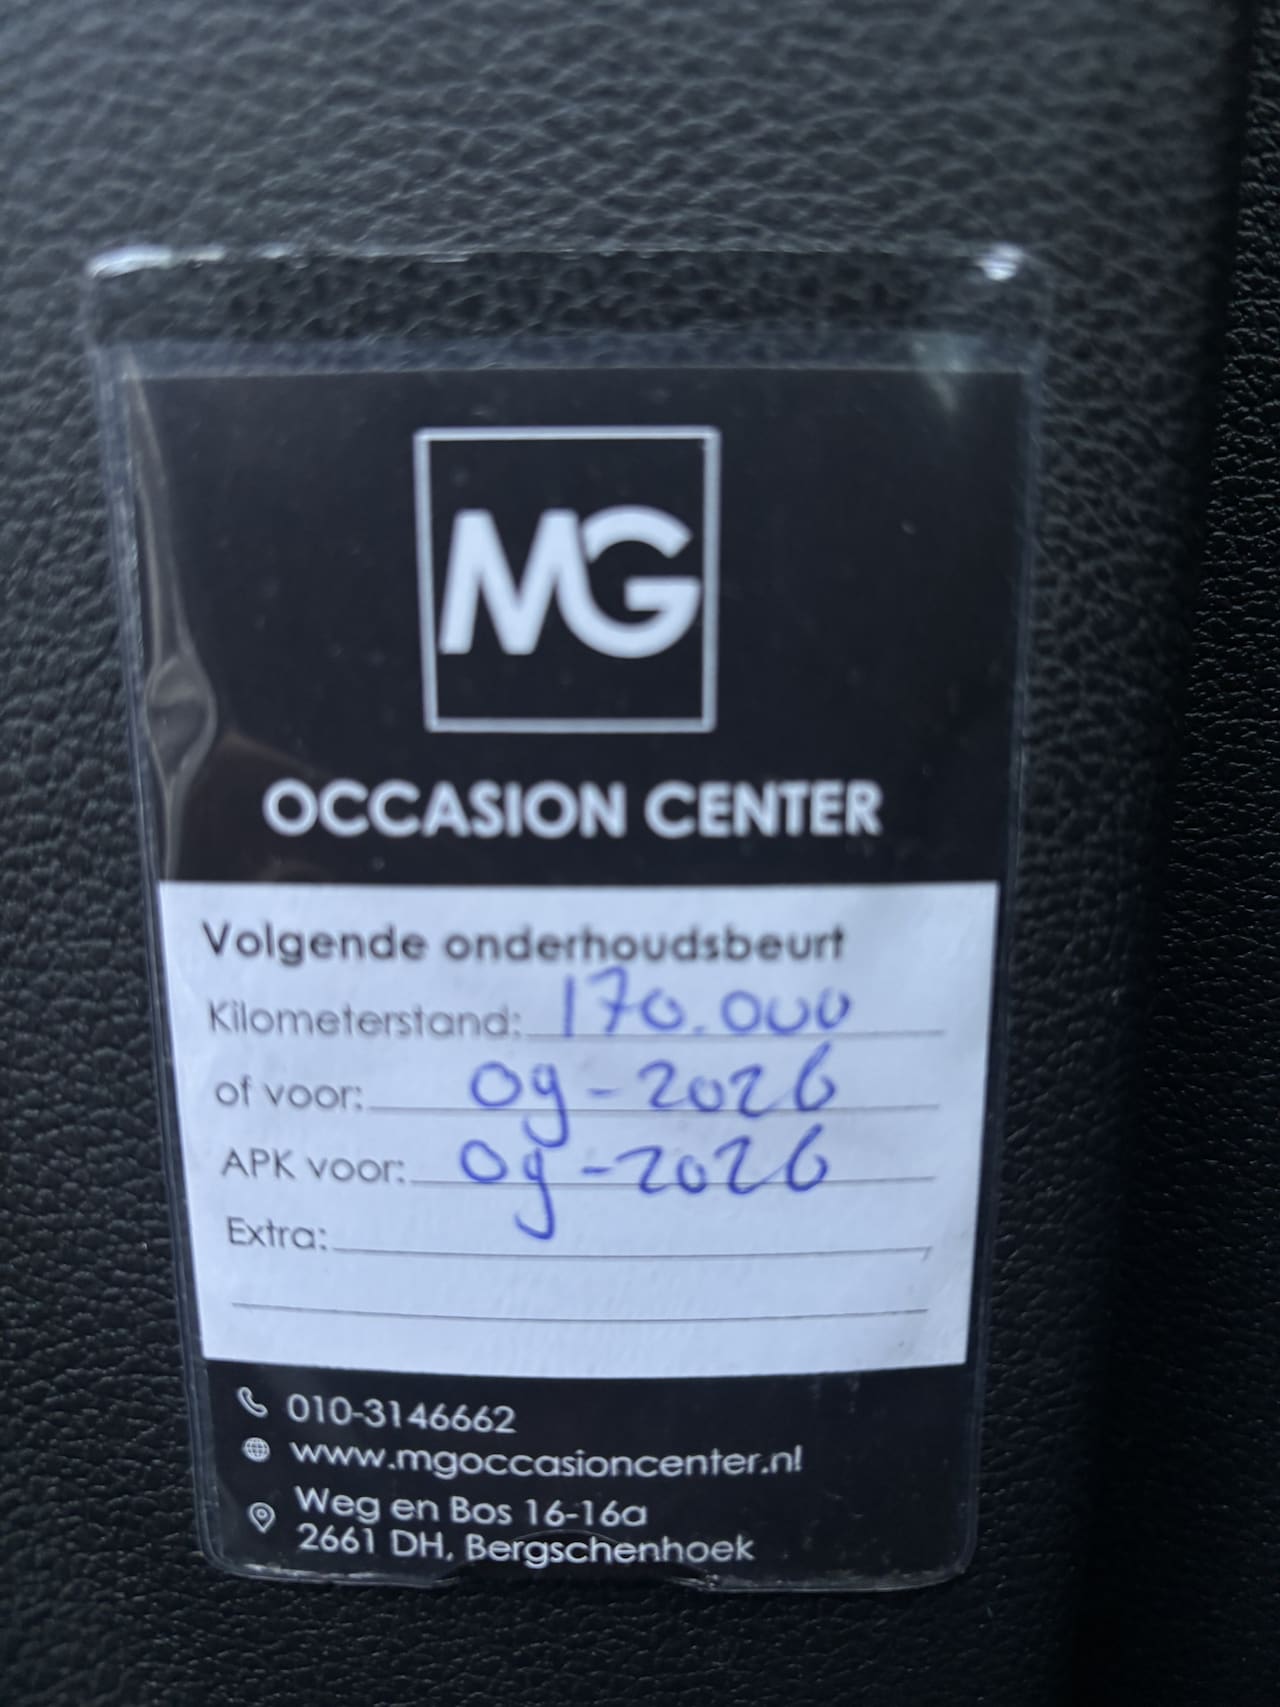 MG
OCCASION CENTER
Volgende onderhoudsbeurt
Kilometerstand: 170.000
of voor: 09-2026
APK voor: 09-2026
Extra:
010-3146662
www.mgoccasioncenter.nl
Weg en Bos 16-16a
2661 DH, Bergschenhoek